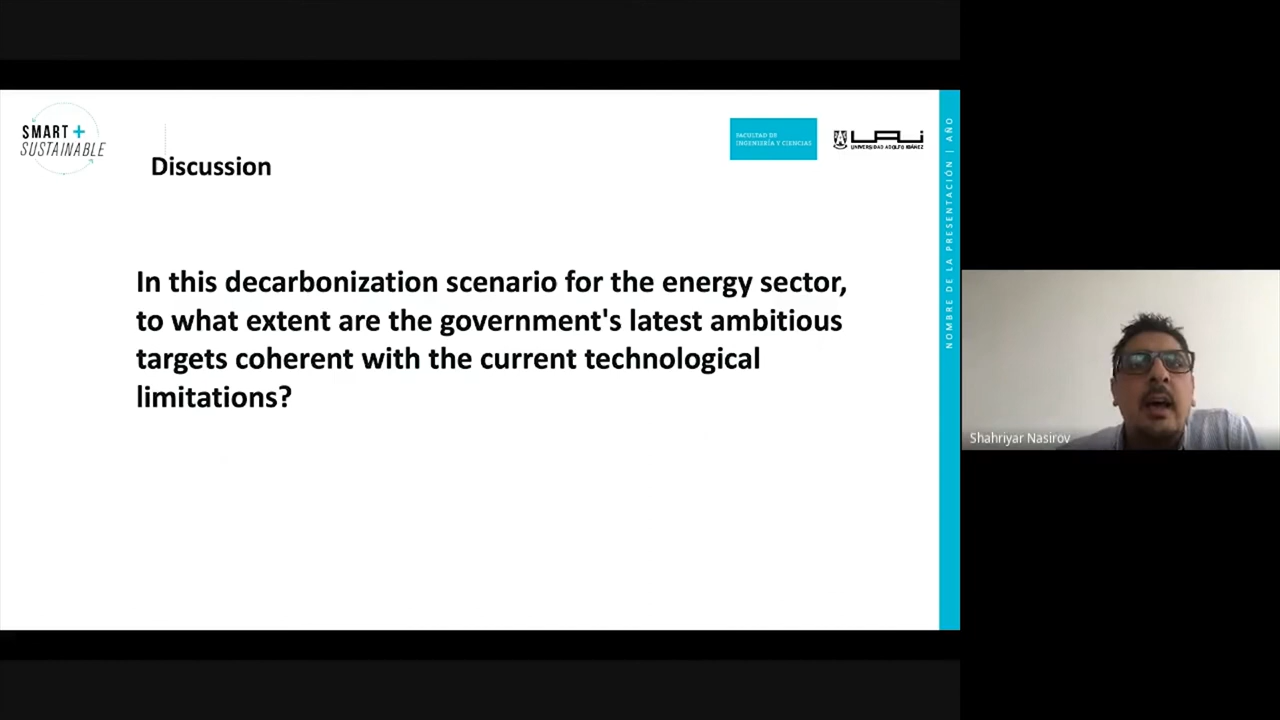 SMART +
SUSTAINABLE
Discussion
FACULTAD DE
INGENIERÍA Y CIENCIAS
UAI
UNIVERSIDAD ADOLFO IBÁÑEZ
NOMBRE DE LA PRESENTACIÓN | AÑO
In this decarbonization scenario for the energy sector,
to what extent are the government's latest ambitious
targets coherent with the current technological
limitations?
Shahriyar Nasirov